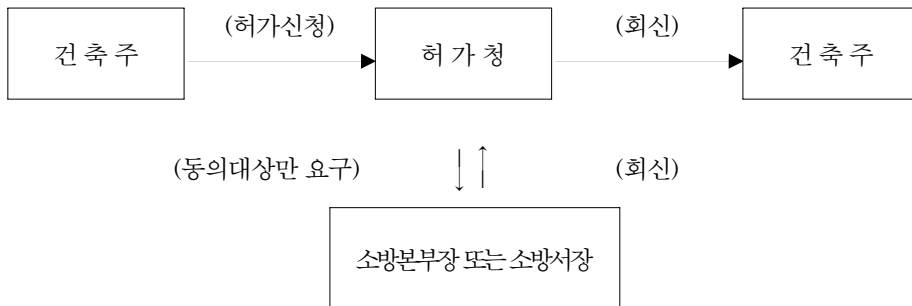 (허가신청) (회신)
건 축 주 허 가 청 건 축 주
(동의대상만 요구) (회신)
소방본부장 또는 소방서장